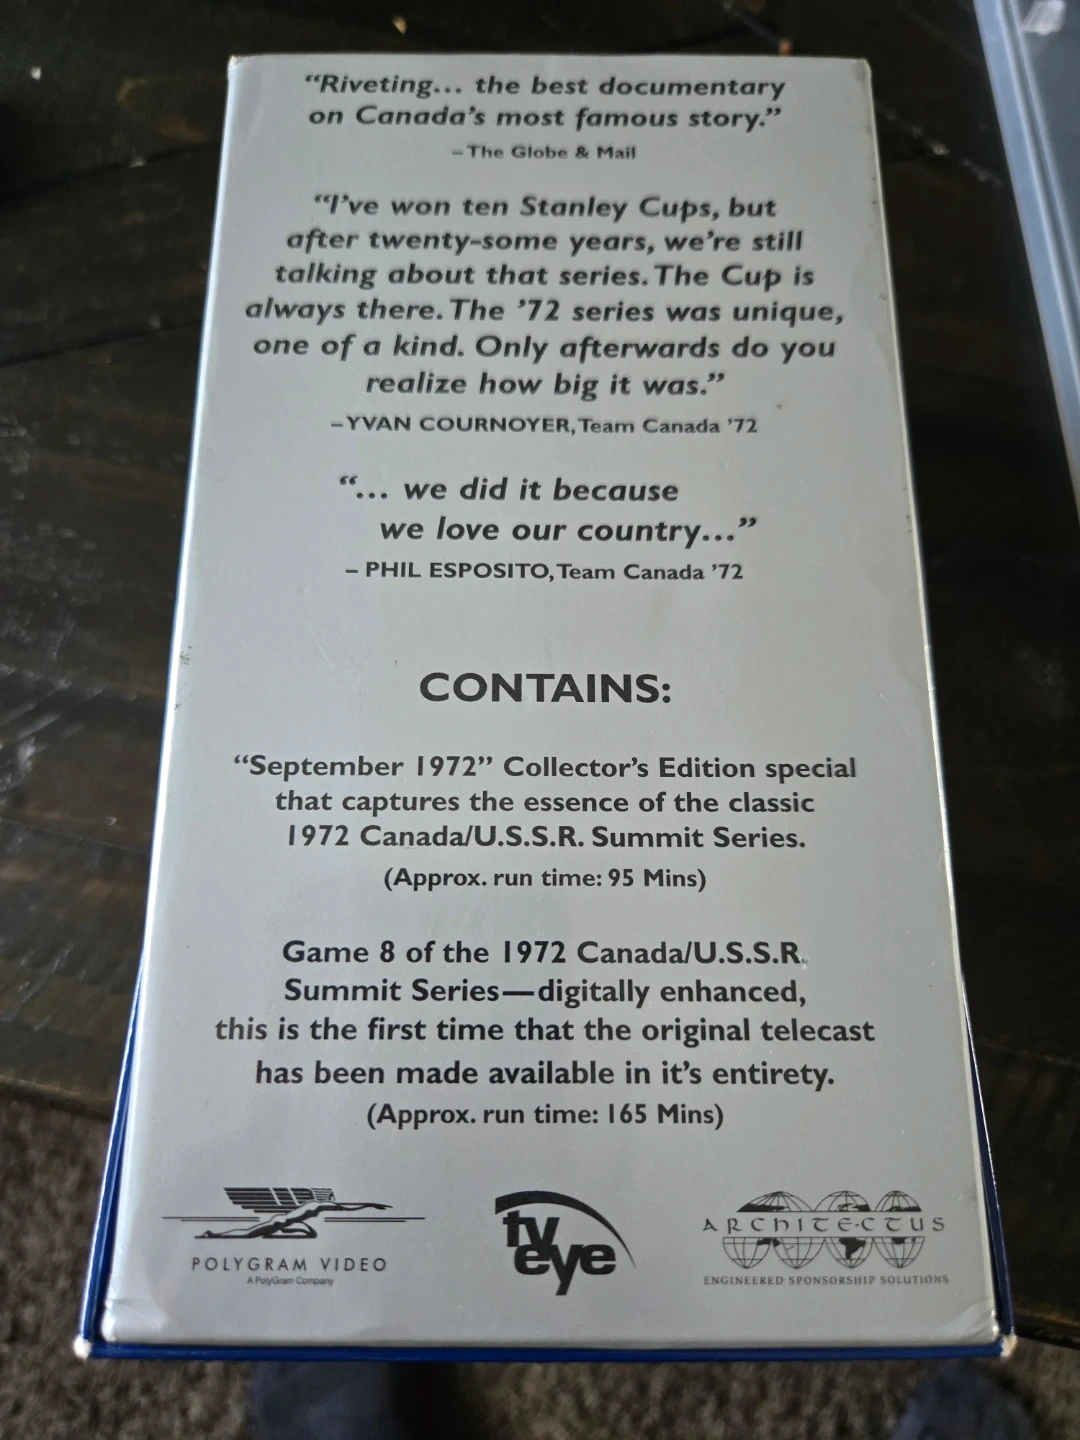 “Riveting... the best documentary
on Canada’s most famous story.”
– The Globe & Mail
“I’ve won ten Stanley Cups, but
after twenty-some years, we’re still
talking about that series. The Cup is
always there. The ’72 series was unique,
one of a kind. Only afterwards do you
realize how big it was.”
– YVAN COURNOYER, Team Canada ’72
“... we did it because
we love our country...”
– PHIL ESPOSITO, Team Canada ’72
CONTAINS:
“September 1972” Collector’s Edition special
that captures the essence of the classic
1972 Canada/U.S.S.R. Summit Series.
(Approx. run time: 95 Mins)
Game 8 of the 1972 Canada/U.S.S.R.
Summit Series—digitally enhanced,
this is the first time that the original telecast
has been made available in it’s entirety.
(Approx. run time: 165 Mins)
POLYGRAM VIDEO
A PolyGram Company
tv
eye
ARCHITECTUS
ENGINEERED SPONSORSHIP SOLUTIONS